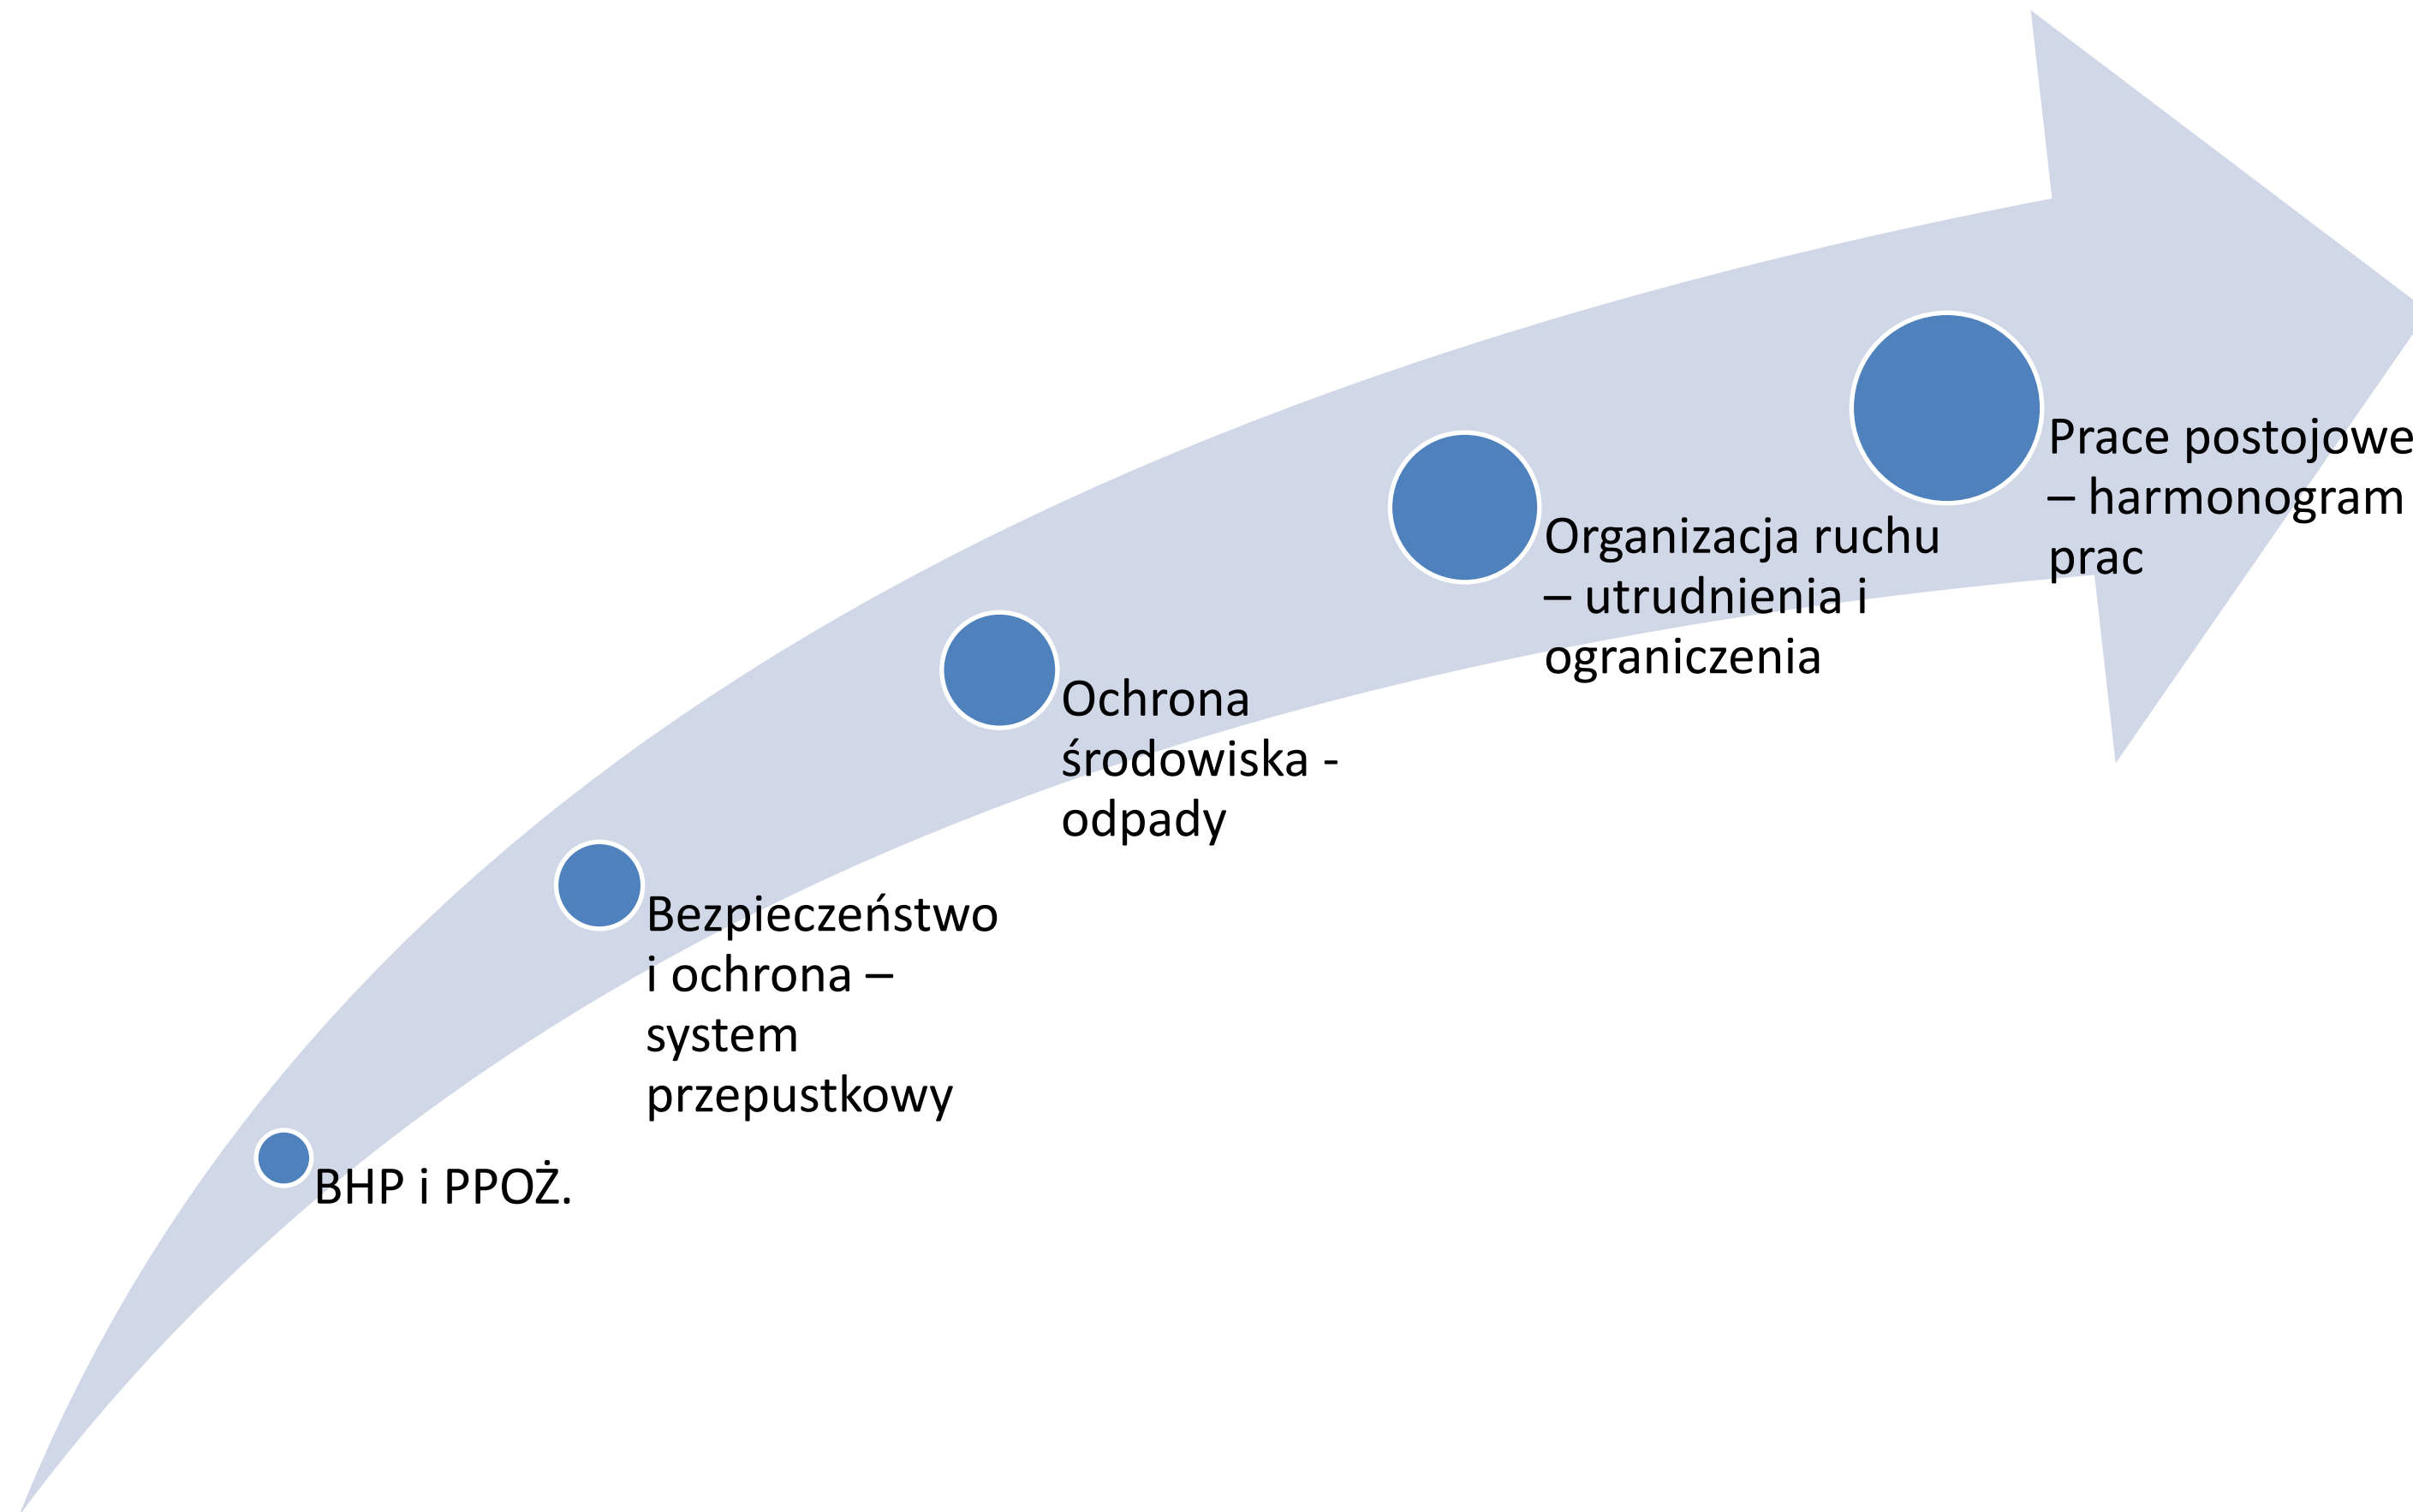 BHP i PPOŻ.
Bezpieczeństwo
i ochrona –
system
przepustkowy
Ochrona
środowiska -
odpady
Organizacja ruchu
– utrudnienia i
ograniczenia
Prace postojowe
– harmonogram
prac